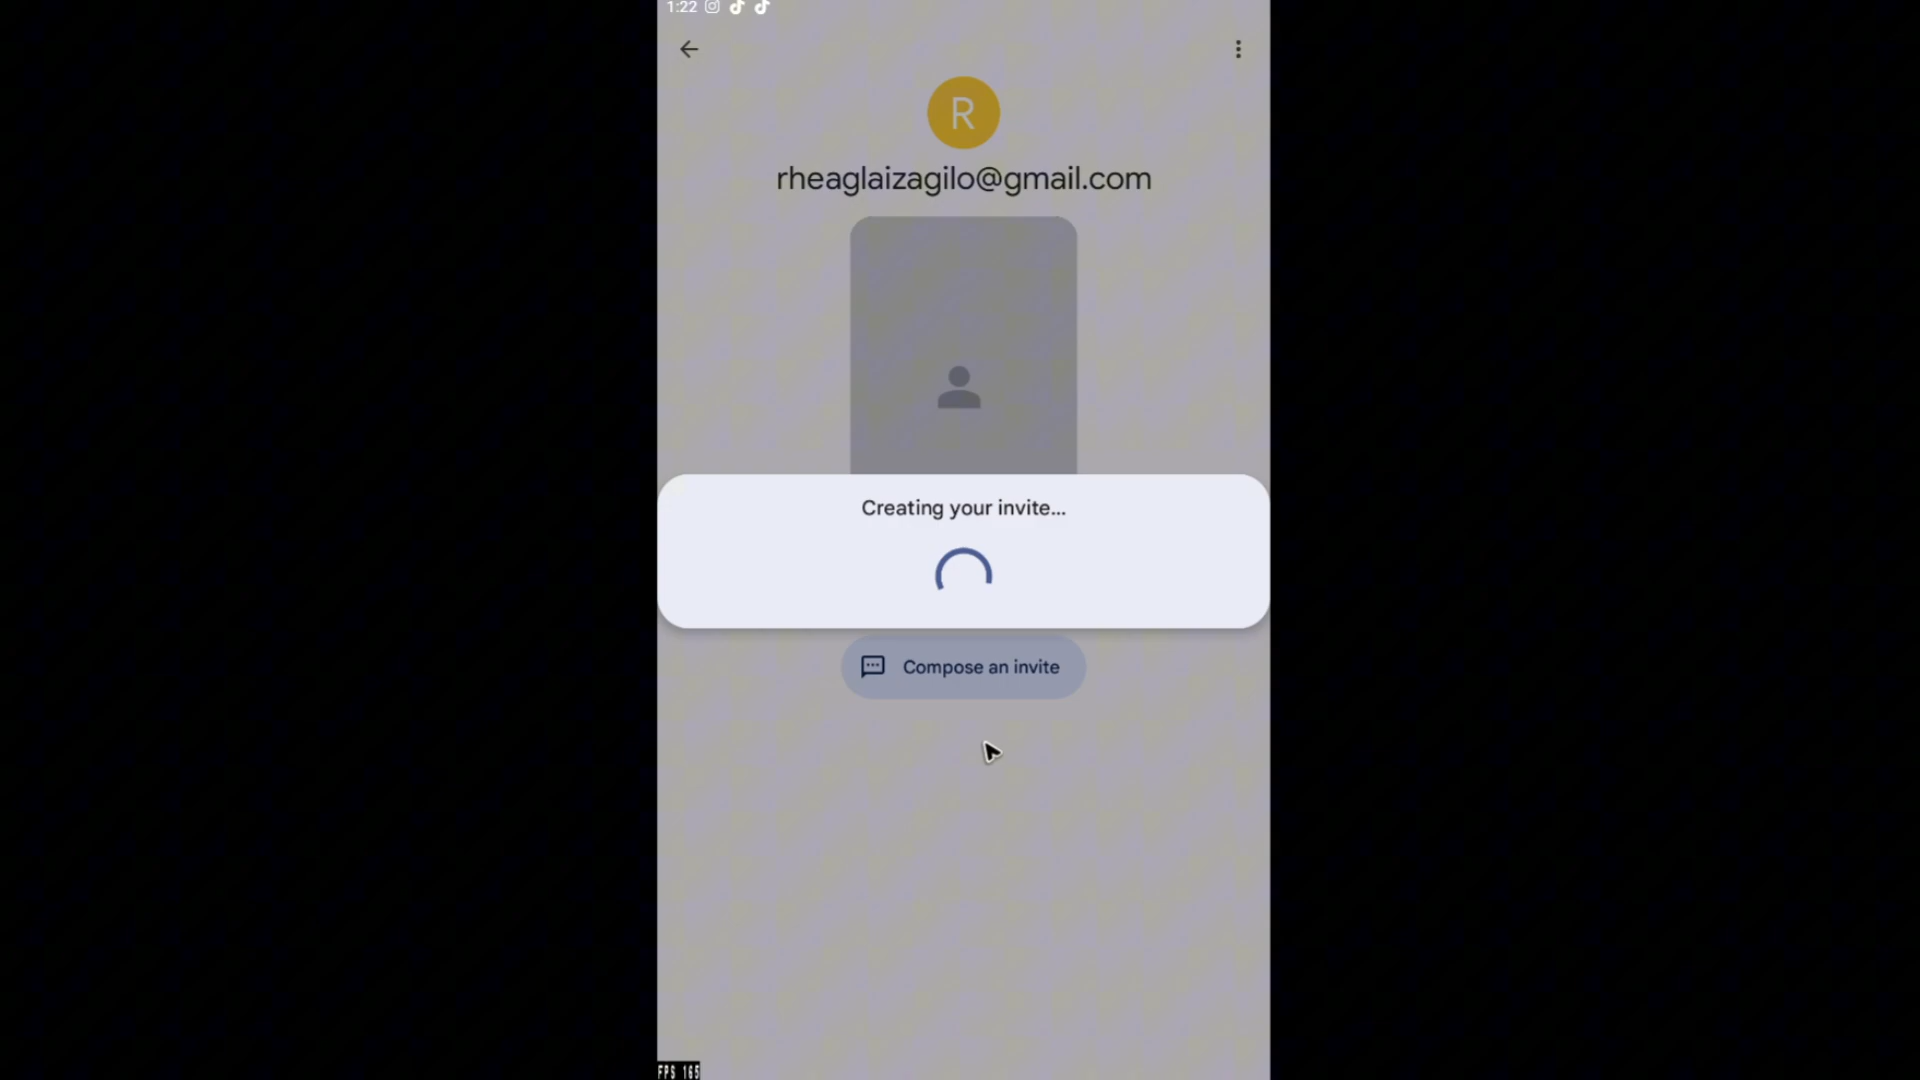 1:22
R
rheaglaizagilo@gmail.com
Creating your invite...
Compose an invite
FPS 165